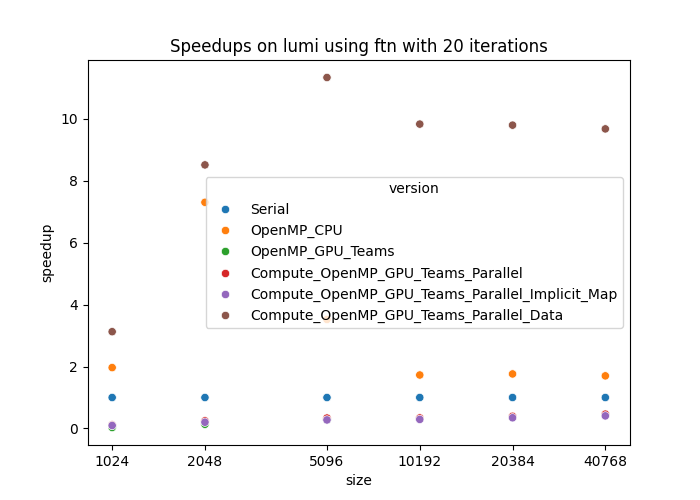 Speedups on lumi using ftn with 20 iterations
speedup
10
8
6
4
2
0
version
Serial
OpenMP_CPU
OpenMP_GPU_Teams
Compute_OpenMP_GPU_Teams_Parallel
Compute_OpenMP_GPU_Teams_Parallel_Implicit_Map
Compute_OpenMP_GPU_Teams_Parallel_Data
1024 2048 5096 10192 20384 40768
size